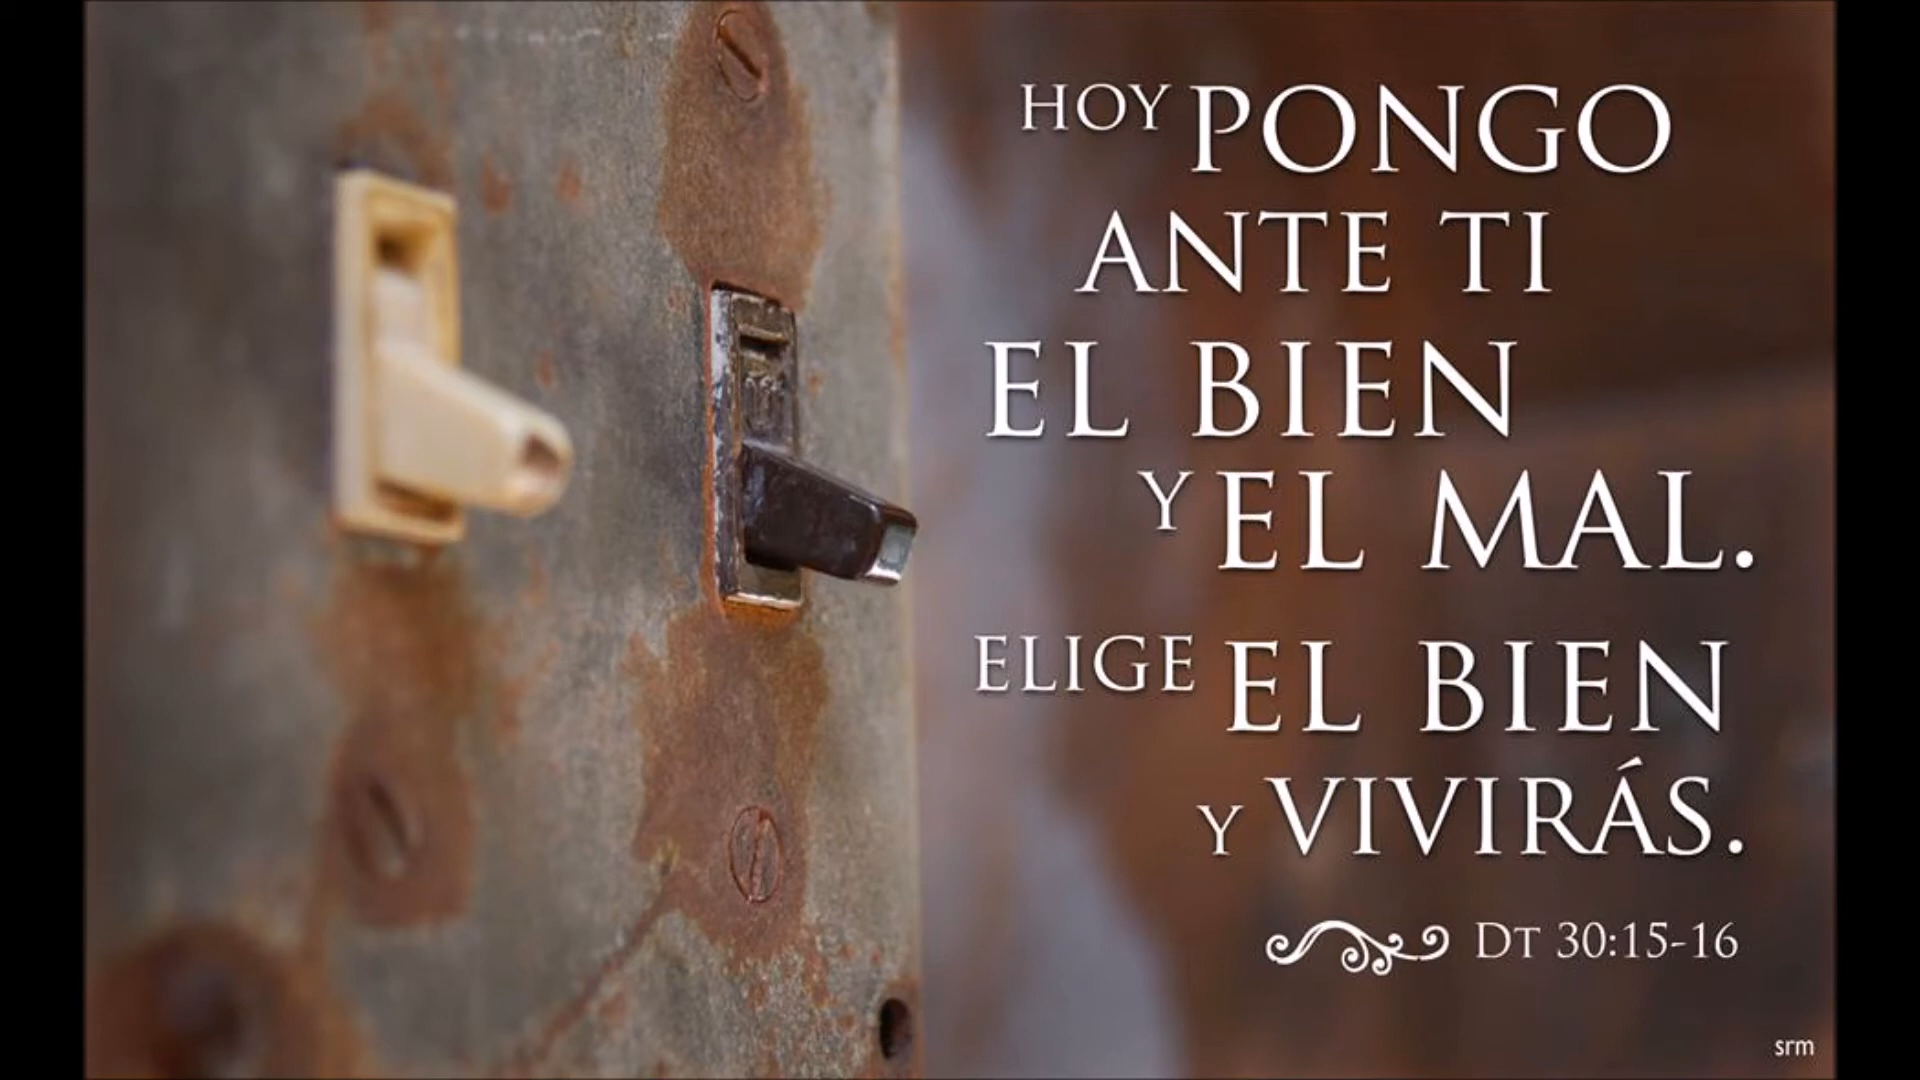 HOY PONGO
ANTE TI
EL BIEN
Y EL MAL.
ELIGE EL BIEN
Y VIVIRÁS.
DT 30:15-16
srm